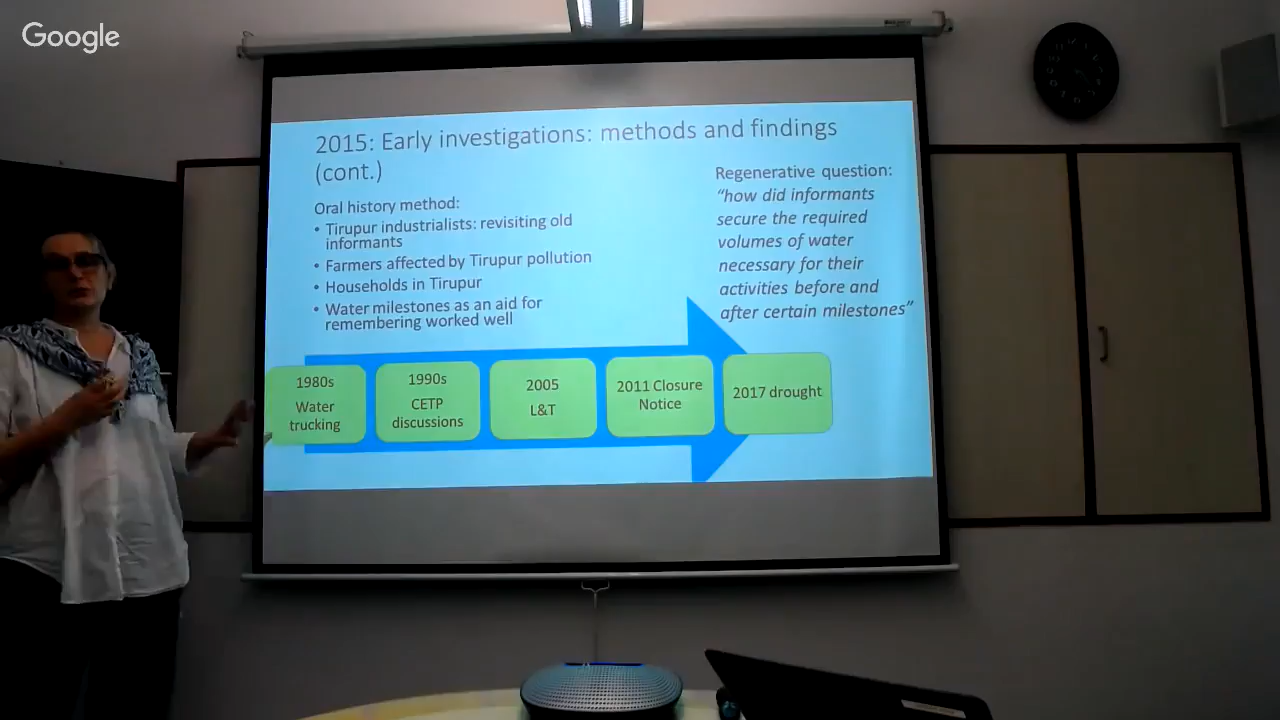 Google
2015: Early investigations: methods and findings
(cont.)
Oral history method:
• Tirupur industrialists: revisiting old
informants
• Farmers affected by Tirupur pollution
• Households in Tirupur
• Water milestones as an aid for
remembering worked well
Regenerative question:
“how did informants
secure the required
volumes of water
necessary for their
activities before and
after certain milestones”
1980s
Water
trucking
1990s
CETP
discussions
2005
L&T
2011 Closure
Notice
2017 drought